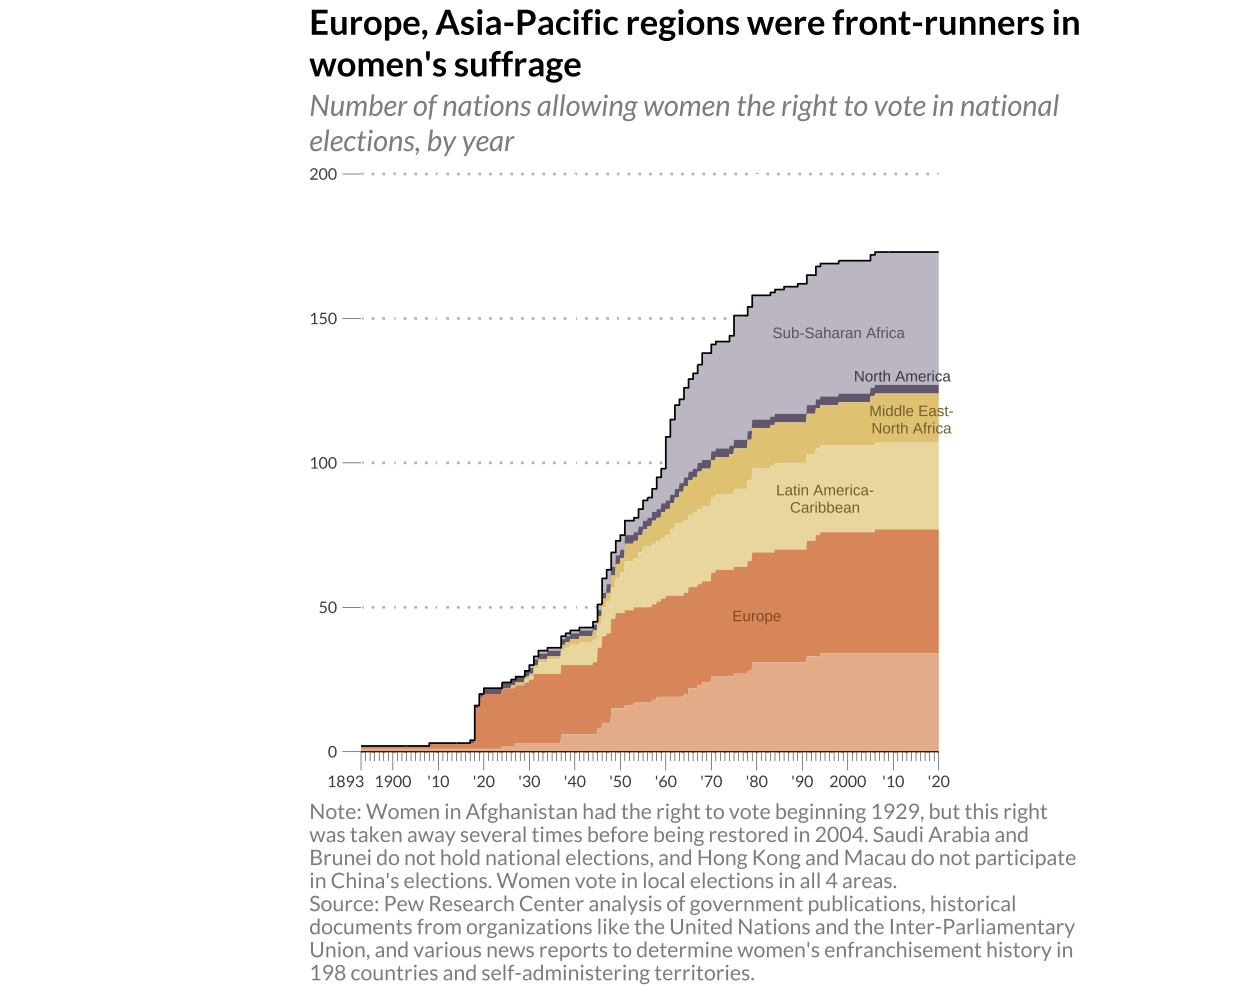 Europe, Asia-Pacific regions were front-runners in
women's suffrage
Number of nations allowing women the right to vote in national
elections, by year
200
150
100
50
0
Sub-Saharan Africa
North America
Middle East-
North Africa
Latin America-
Caribbean
Europe
1893 1900 '10 '20 '30 '40 '50 '60 '70 '80 '90 2000 '10 '20
Note: Women in Afghanistan had the right to vote beginning 1929, but this right
was taken away several times before being restored in 2004. Saudi Arabia and
Brunei do not hold national elections, and Hong Kong and Macau do not participate
in China's elections. Women vote in local elections in all 4 areas.
Source: Pew Research Center analysis of government publications, historical
documents from organizations like the United Nations and the Inter-Parliamentary
Union, and various news reports to determine women's enfranchisement history in
198 countries and self-administering territories.